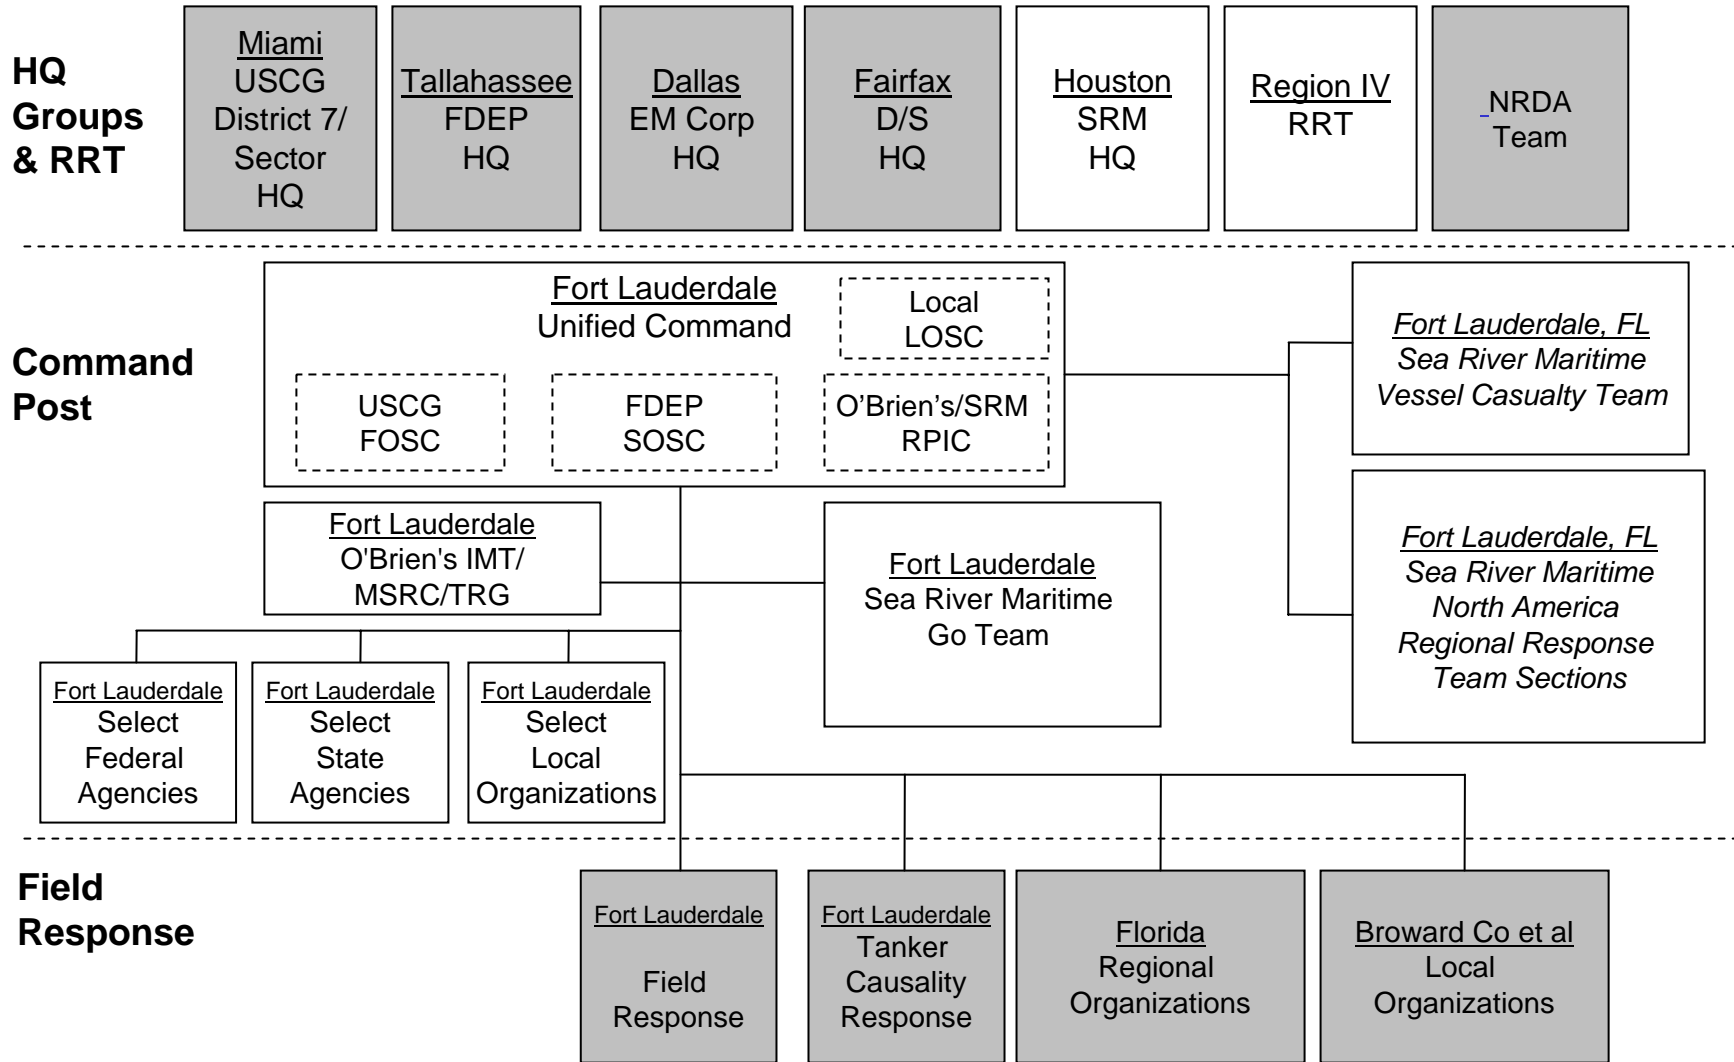 HQ
Groups
& RRT
Miami
USCG
District 7/
Sector
HQ
Tallahassee
FDEP
HQ
Dallas
EM Corp
HQ
Fairfax
D/S
HQ
Houston
SRM
HQ
Region IV
RRT
NRDA
Team
Command
Post
Fort Lauderdale
Unified Command
Local
LOSC
USCG
FOSC
FDEP
SOSC
O'Brien's/SRM
RPIC
Fort Lauderdale, FL
Sea River Maritime
Vessel Casualty Team
Fort Lauderdale
O'Brien's IMT/
MSRC/TRG
Fort Lauderdale
Sea River Maritime
Go Team
Fort Lauderdale, FL
Sea River Maritime
North America
Regional Response
Team Sections
Fort Lauderdale
Select
Federal
Agencies
Fort Lauderdale
Select
State
Agencies
Fort Lauderdale
Select
Local
Organizations
Field
Response
Fort Lauderdale
Field
Response
Fort Lauderdale
Tanker
Causality
Response
Florida
Regional
Organizations
Broward Co et al
Local
Organizations